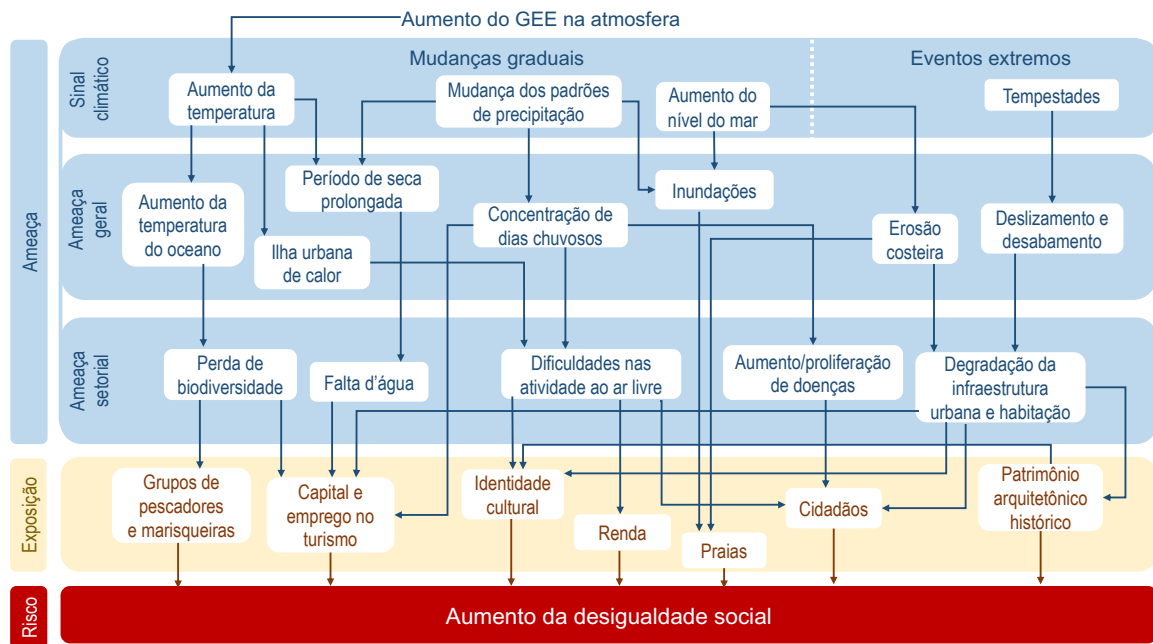 Aumento do GEE na atmosfera
Mudanças graduais
Eventos extremos
Ameaça
Sinal
climático
Aumento da
temperatura
Mudança dos padrões
de precipitação
Aumento do
nível do mar
Tempestades
Ameaça
geral
Aumento da
temperatura
do oceano
Ilha urbana
de calor
Período de seca
prolongada
Concentração de
dias chuvosos
Inundações
Erosão
costeira
Deslizamento e
desabamento
Ameaça
setorial
Perda de
biodiversidade
Falta d'água
Dificuldades nas
atividade ao ar livre
Aumento/proliferação
de doenças
Degradação da
infraestrutura
urbana e habitação
Exposição
Grupos de
pescadores
e marisqueiras
Capital e
emprego no
turismo
Identidade
cultural
Renda
Praias
Cidadãos
Patrimônio
arquitetônico
histórico
Risco
Aumento da desigualdade social